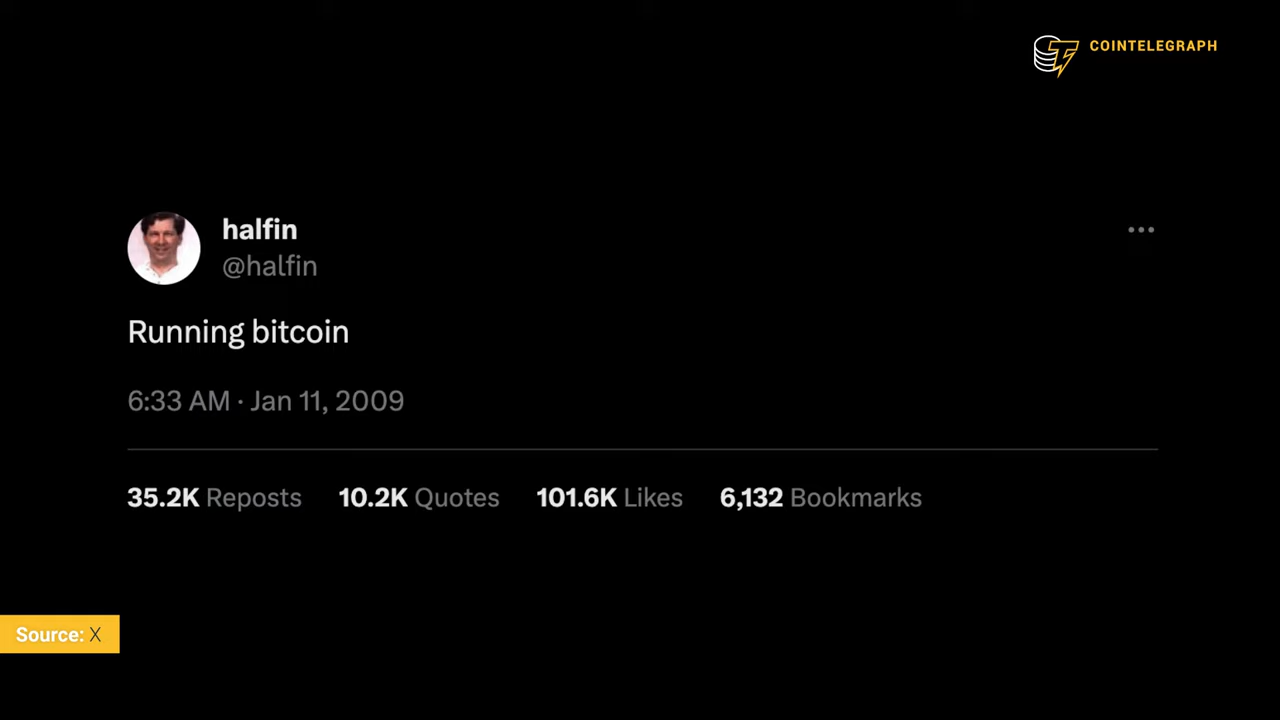 COINTELEGRAPH
halfin
@halfin
Running bitcoin
6:33 AM · Jan 11, 2009
35.2K Reposts 10.2K Quotes 101.6K Likes 6,132 Bookmarks
Source: X